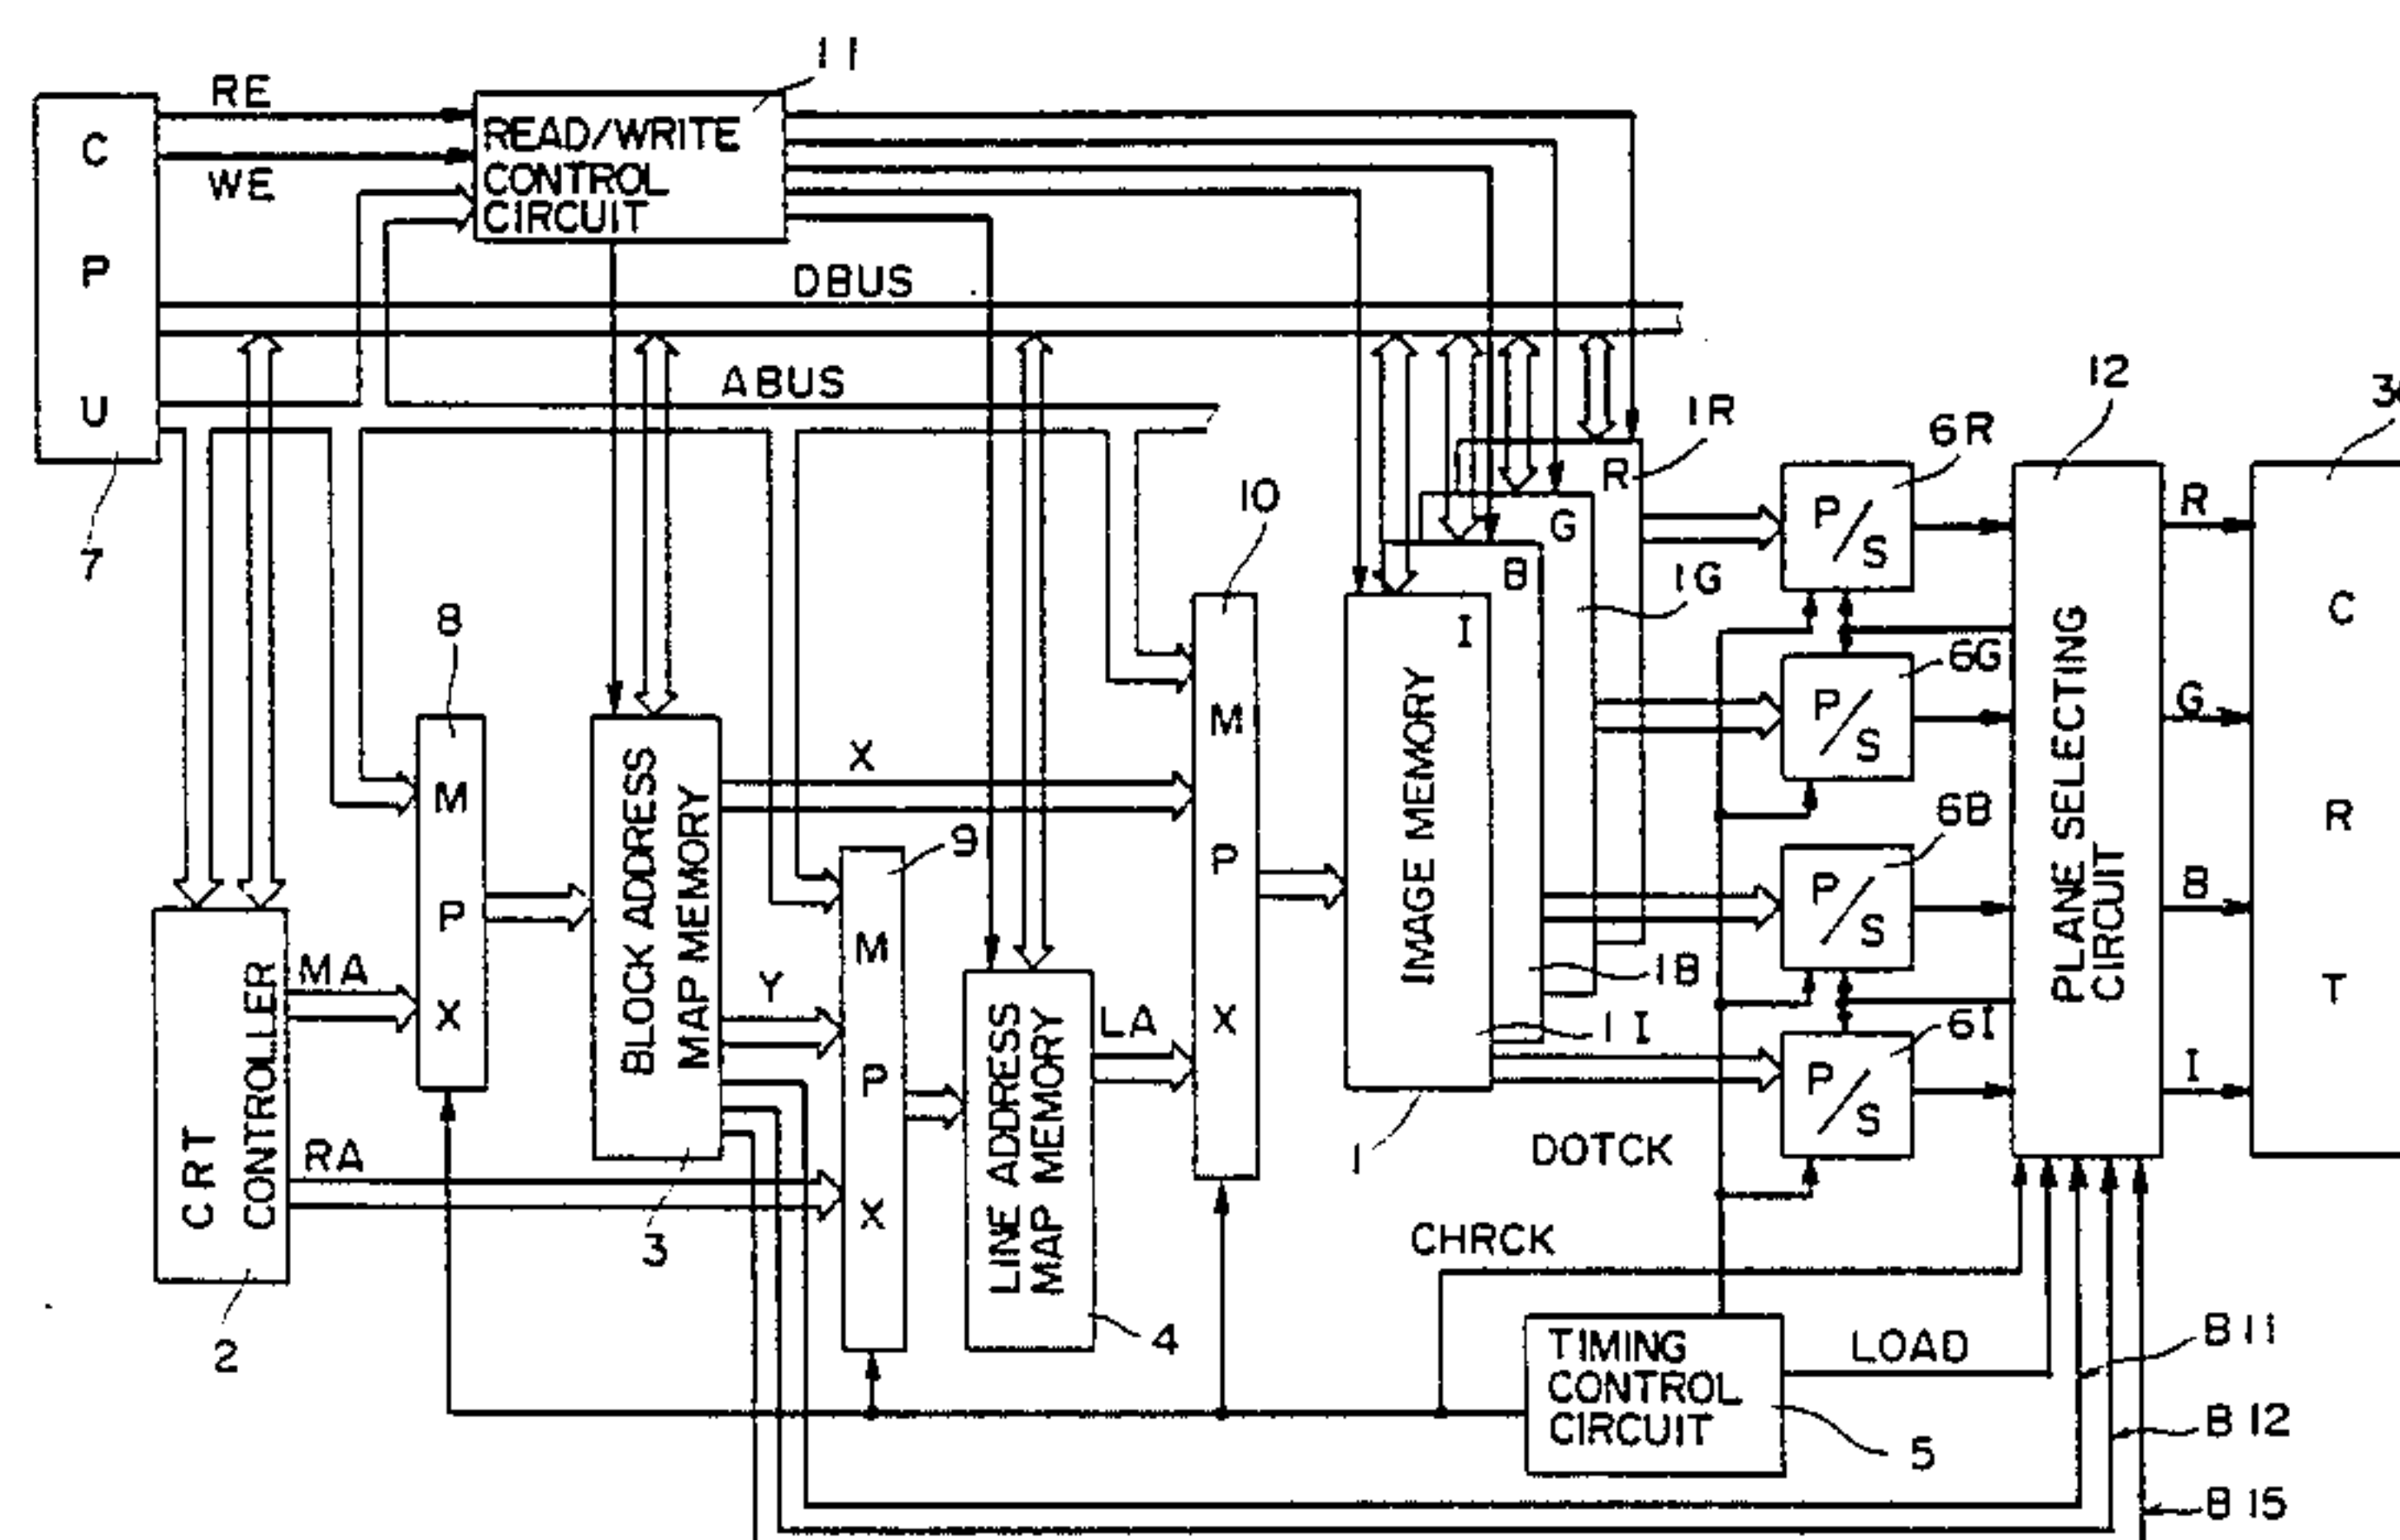 11
RE
WE
READ/WRITE
CONTROL
CIRCUIT
C
P
U
7
DBUS
ABUS
12
1R
6R
R
G
B
I
1G
10
P/S
R
6G
P/S
G
6B
P/S
B
6I
P/S
I
PLANE SELECTING
CIRCUIT
C
R
T
8
M
P
X
BLOCK ADDRESS
MAP MEMORY
X
Y
9
M
P
X
M
P
X
IMAGE MEMORY
1B
1I
1
MA
RA
CRT
CONTROLLER
2
3
LINE ADDRESS
MAP MEMORY
LA
4
DOTCK
CHRCK
TIMING
CONTROL
CIRCUIT
LOAD
5
B11
B12
B15